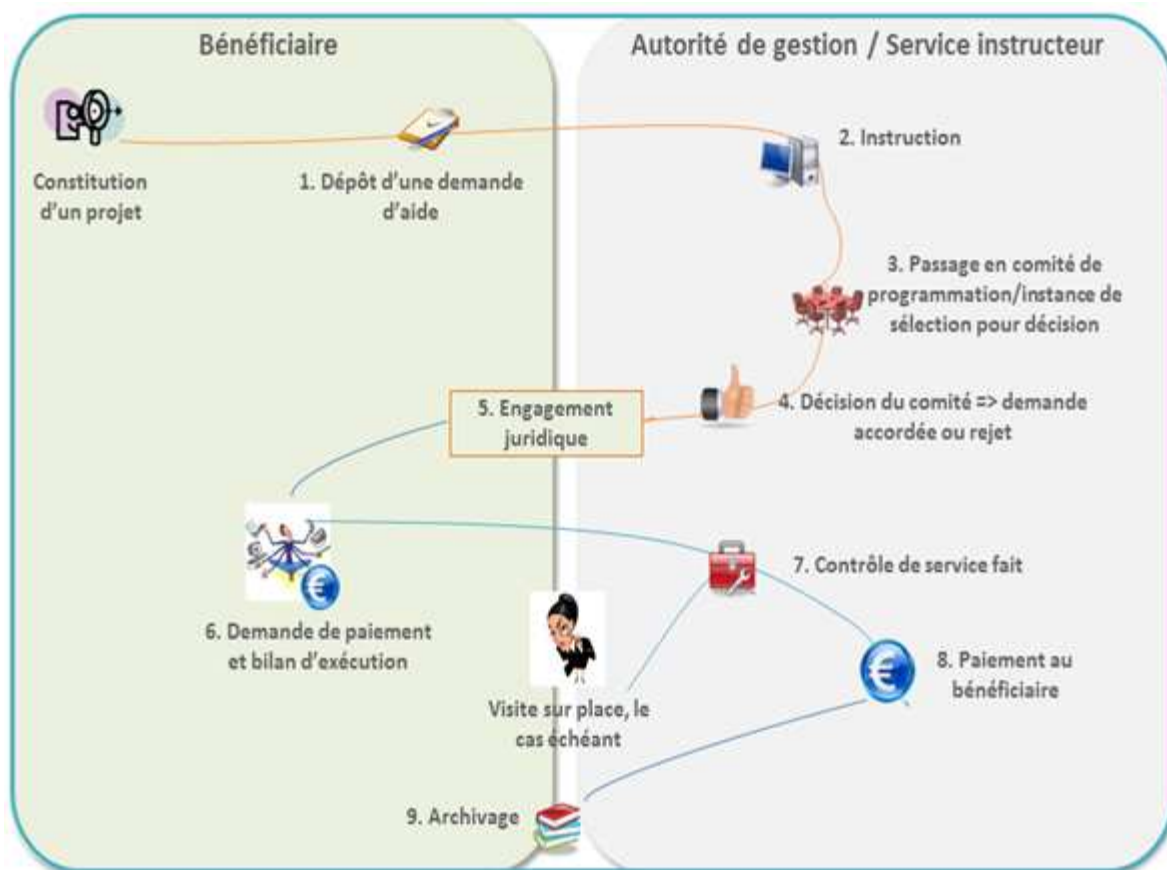 Bénéficiaire
Autorité de gestion / Service instructeur
Constitution
d'un projet
1. Dépôt d'une demande
d'aide
2. Instruction
3. Passage en comité de
programmation/instance de
sélection pour décision
4. Décision du comité => demande
accordée ou rejet
5. Engagement
juridique
6. Demande de paiement
et bilan d'exécution
7. Contrôle de service fait
Visite sur place, le
cas échéant
8. Paiement au
bénéficiaire
9. Archivage